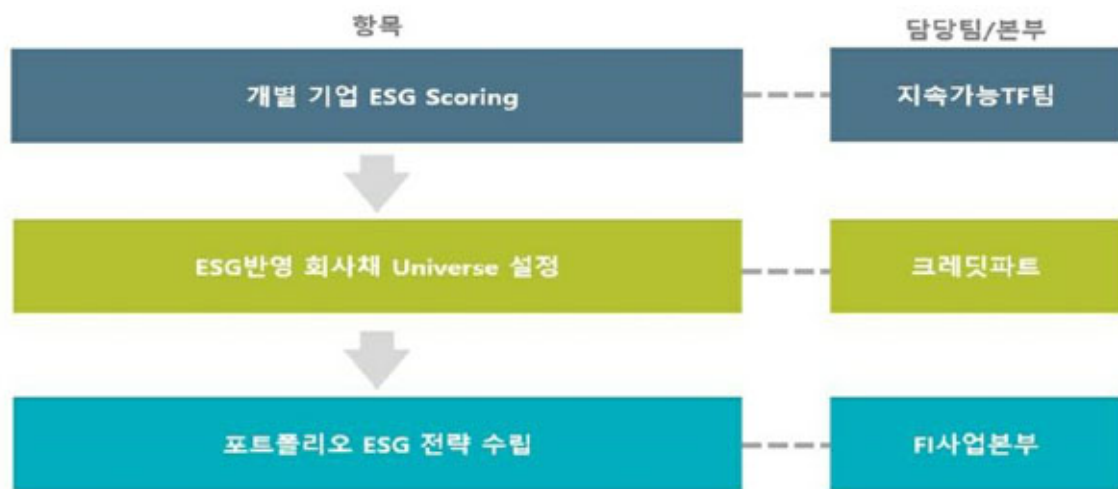 항목
담당팀/본부
개별 기업 ESG Scoring
지속가능TF팀
ESG반영 회사채 Universe 설정
크레딧파트
포트폴리오 ESG 전략 수립
FI사업본부